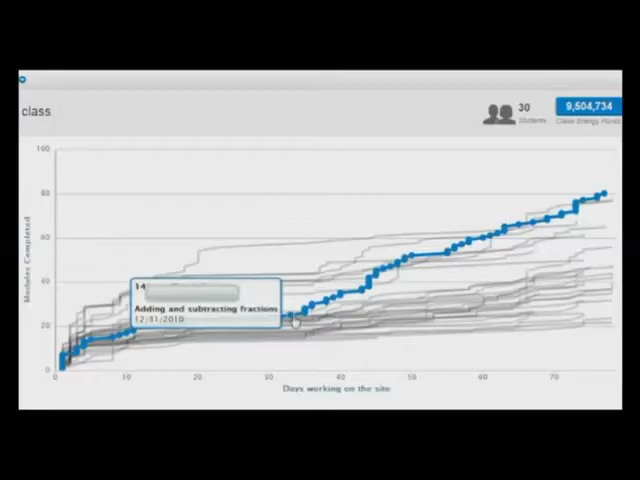 class
30
Students
9,504,734
Class Energy Points
100
80
60
40
20
0
Modules Completed
14
Adding and subtracting fractions
12/31/2010
0 10 20 30 40 50 60 70
Days working on the site